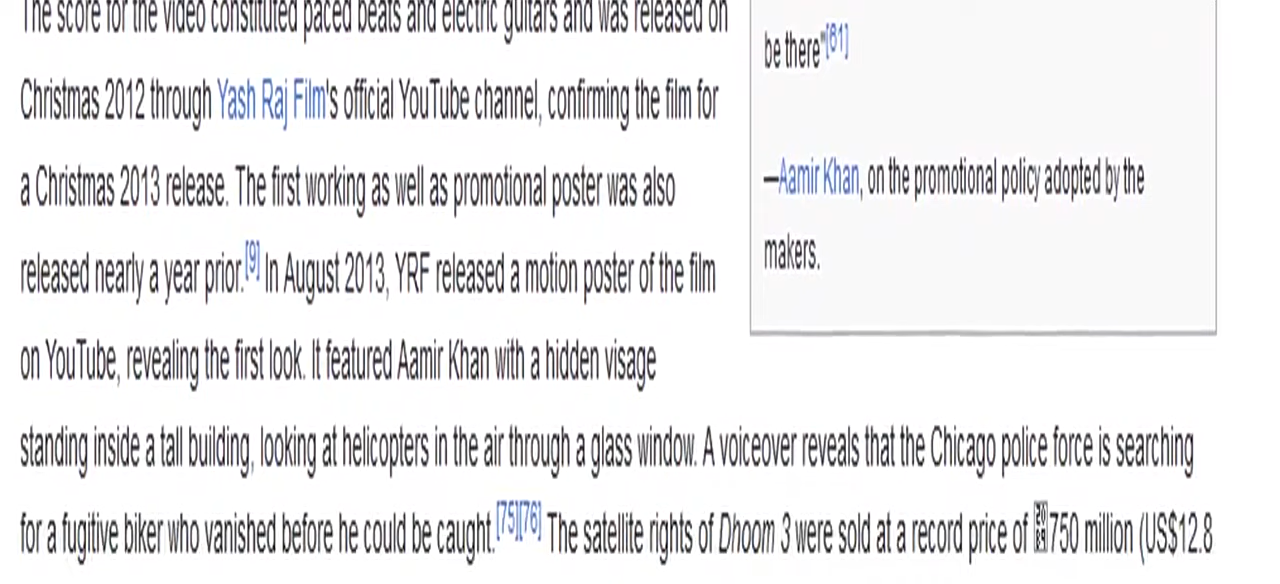 The score for the video constituted paced beats and electric guitars and was released on
Christmas 2012 through Yash Raj Film's official YouTube channel, confirming the film for
a Christmas 2013 release. The first working as well as promotional poster was also
released nearly a year prior.[9] In August 2013, YRF released a motion poster of the film
on YouTube, revealing the first look. It featured Aamir Khan with a hidden visage
standing inside a tall building, looking at helicopters in the air through a glass window. A voiceover reveals that the Chicago police force is searching
for a fugitive biker who vanished before he could be caught.[75][76] The satellite rights of Dhoom 3 were sold at a record price of ₹750 million (US$12.8
be there"[61]
—Aamir Khan, on the promotional policy adopted by the
makers.